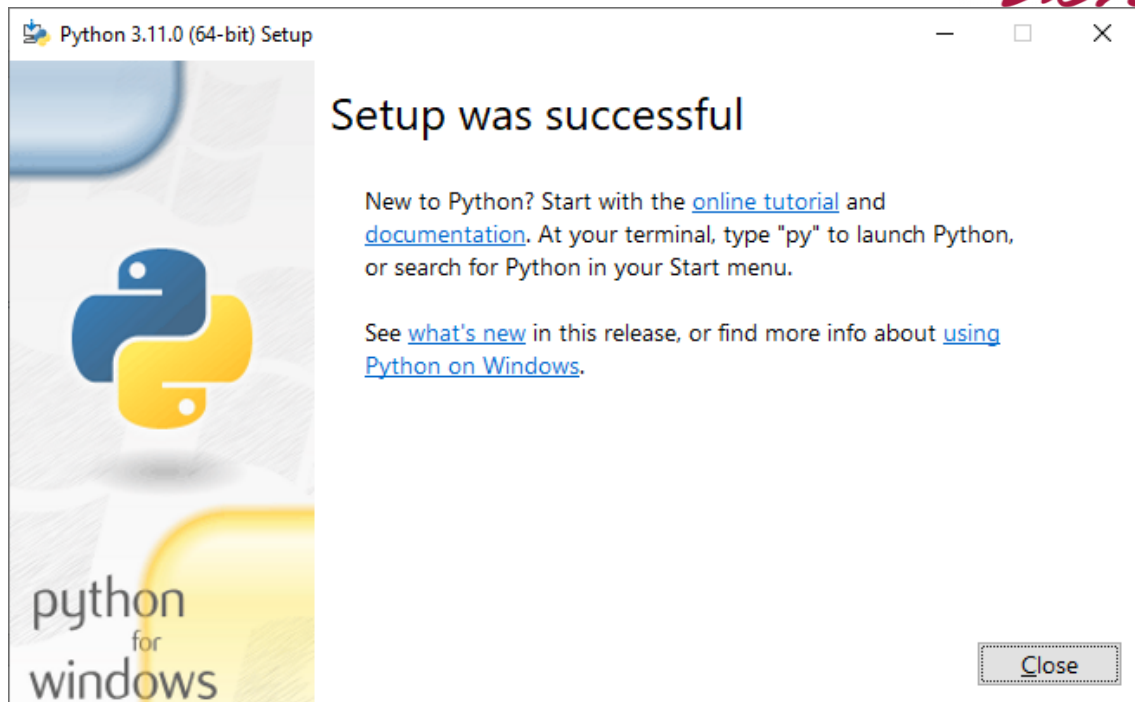 Python 3.11.0 (64-bit) Setup
Setup was successful
New to Python? Start with the online tutorial and
documentation. At your terminal, type "py" to launch Python,
or search for Python in your Start menu.
See what's new in this release, or find more info about using
Python on Windows.
python
for
windows
Close